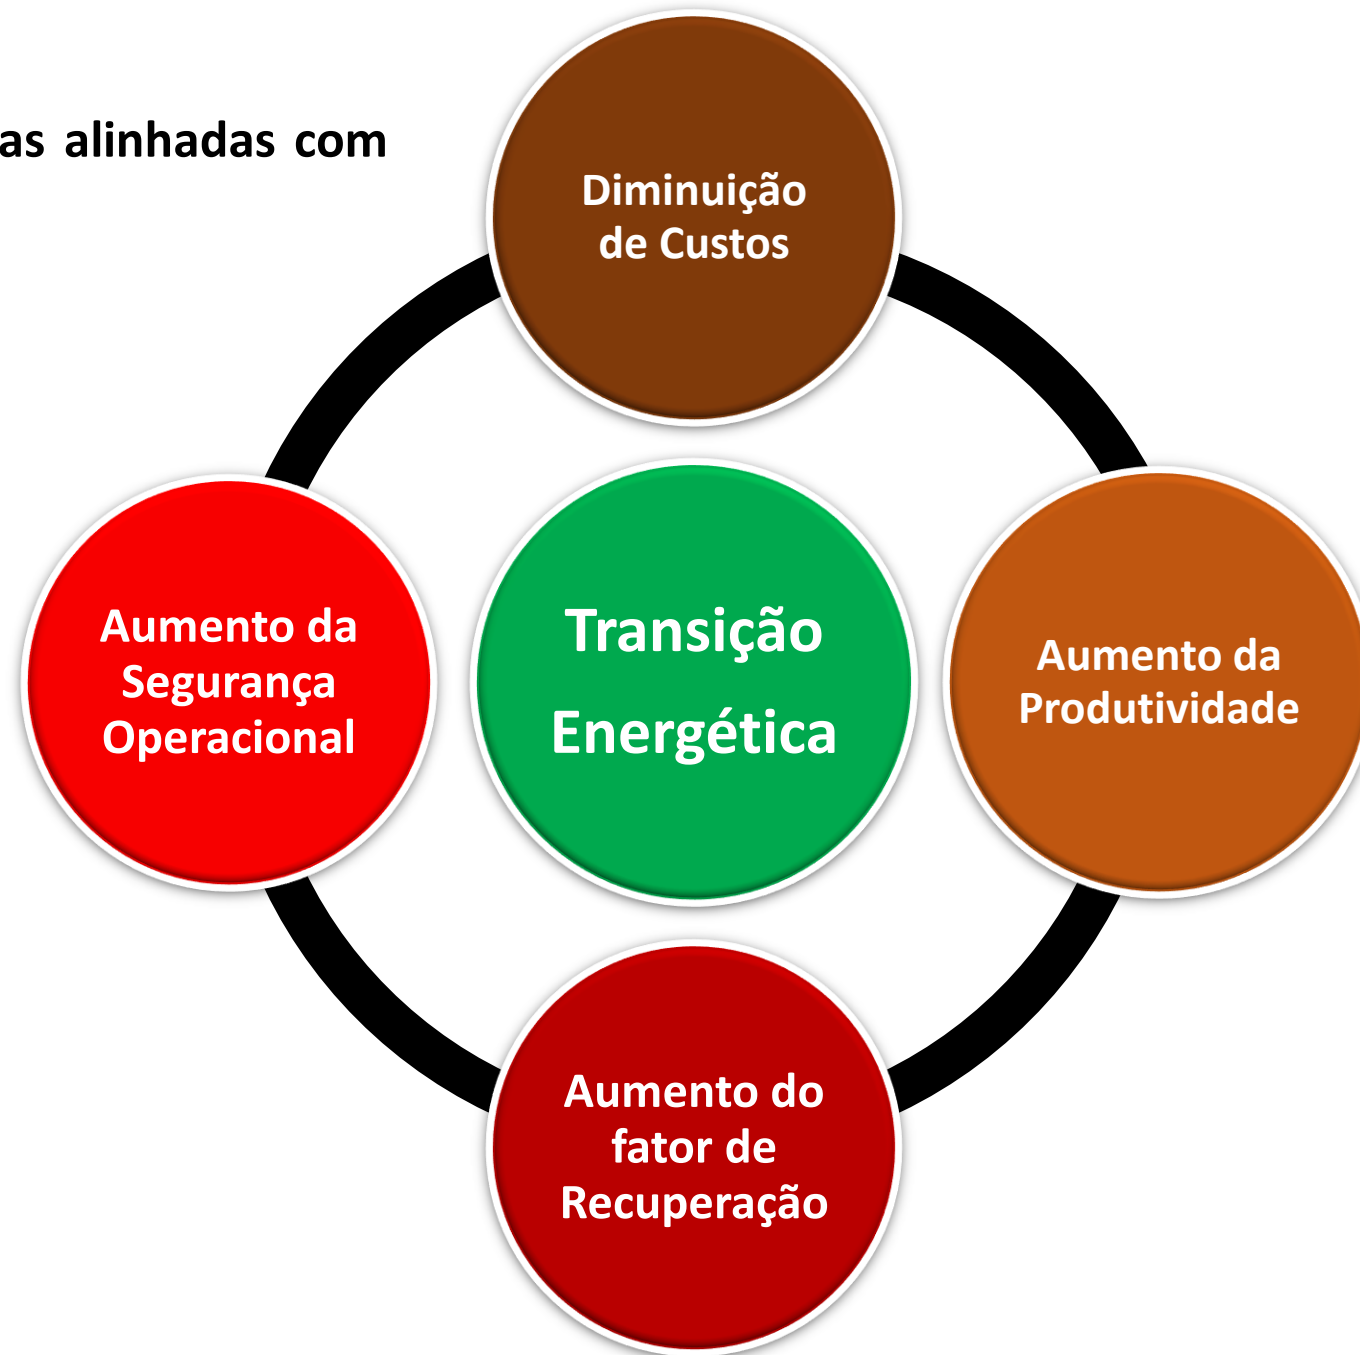 as alinhadas com
Diminuição
de Custos
Aumento da
Segurança
Operacional
Transição
Energética
Aumento da
Produtividade
Aumento do
fator de
Recuperação